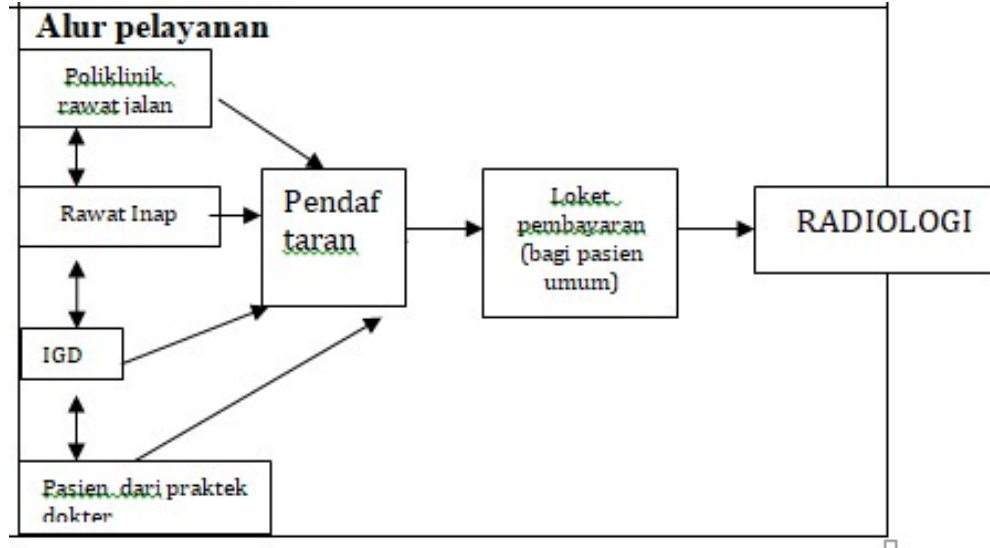 Alur pelayanan
Poliklinik
rawat jalan
Rawat Inap
IGD
Pasien dari praktek
dokter
Pendaf
taran
Loket
pembayaran
(bagi pasien
umum)
RADIOLOGI